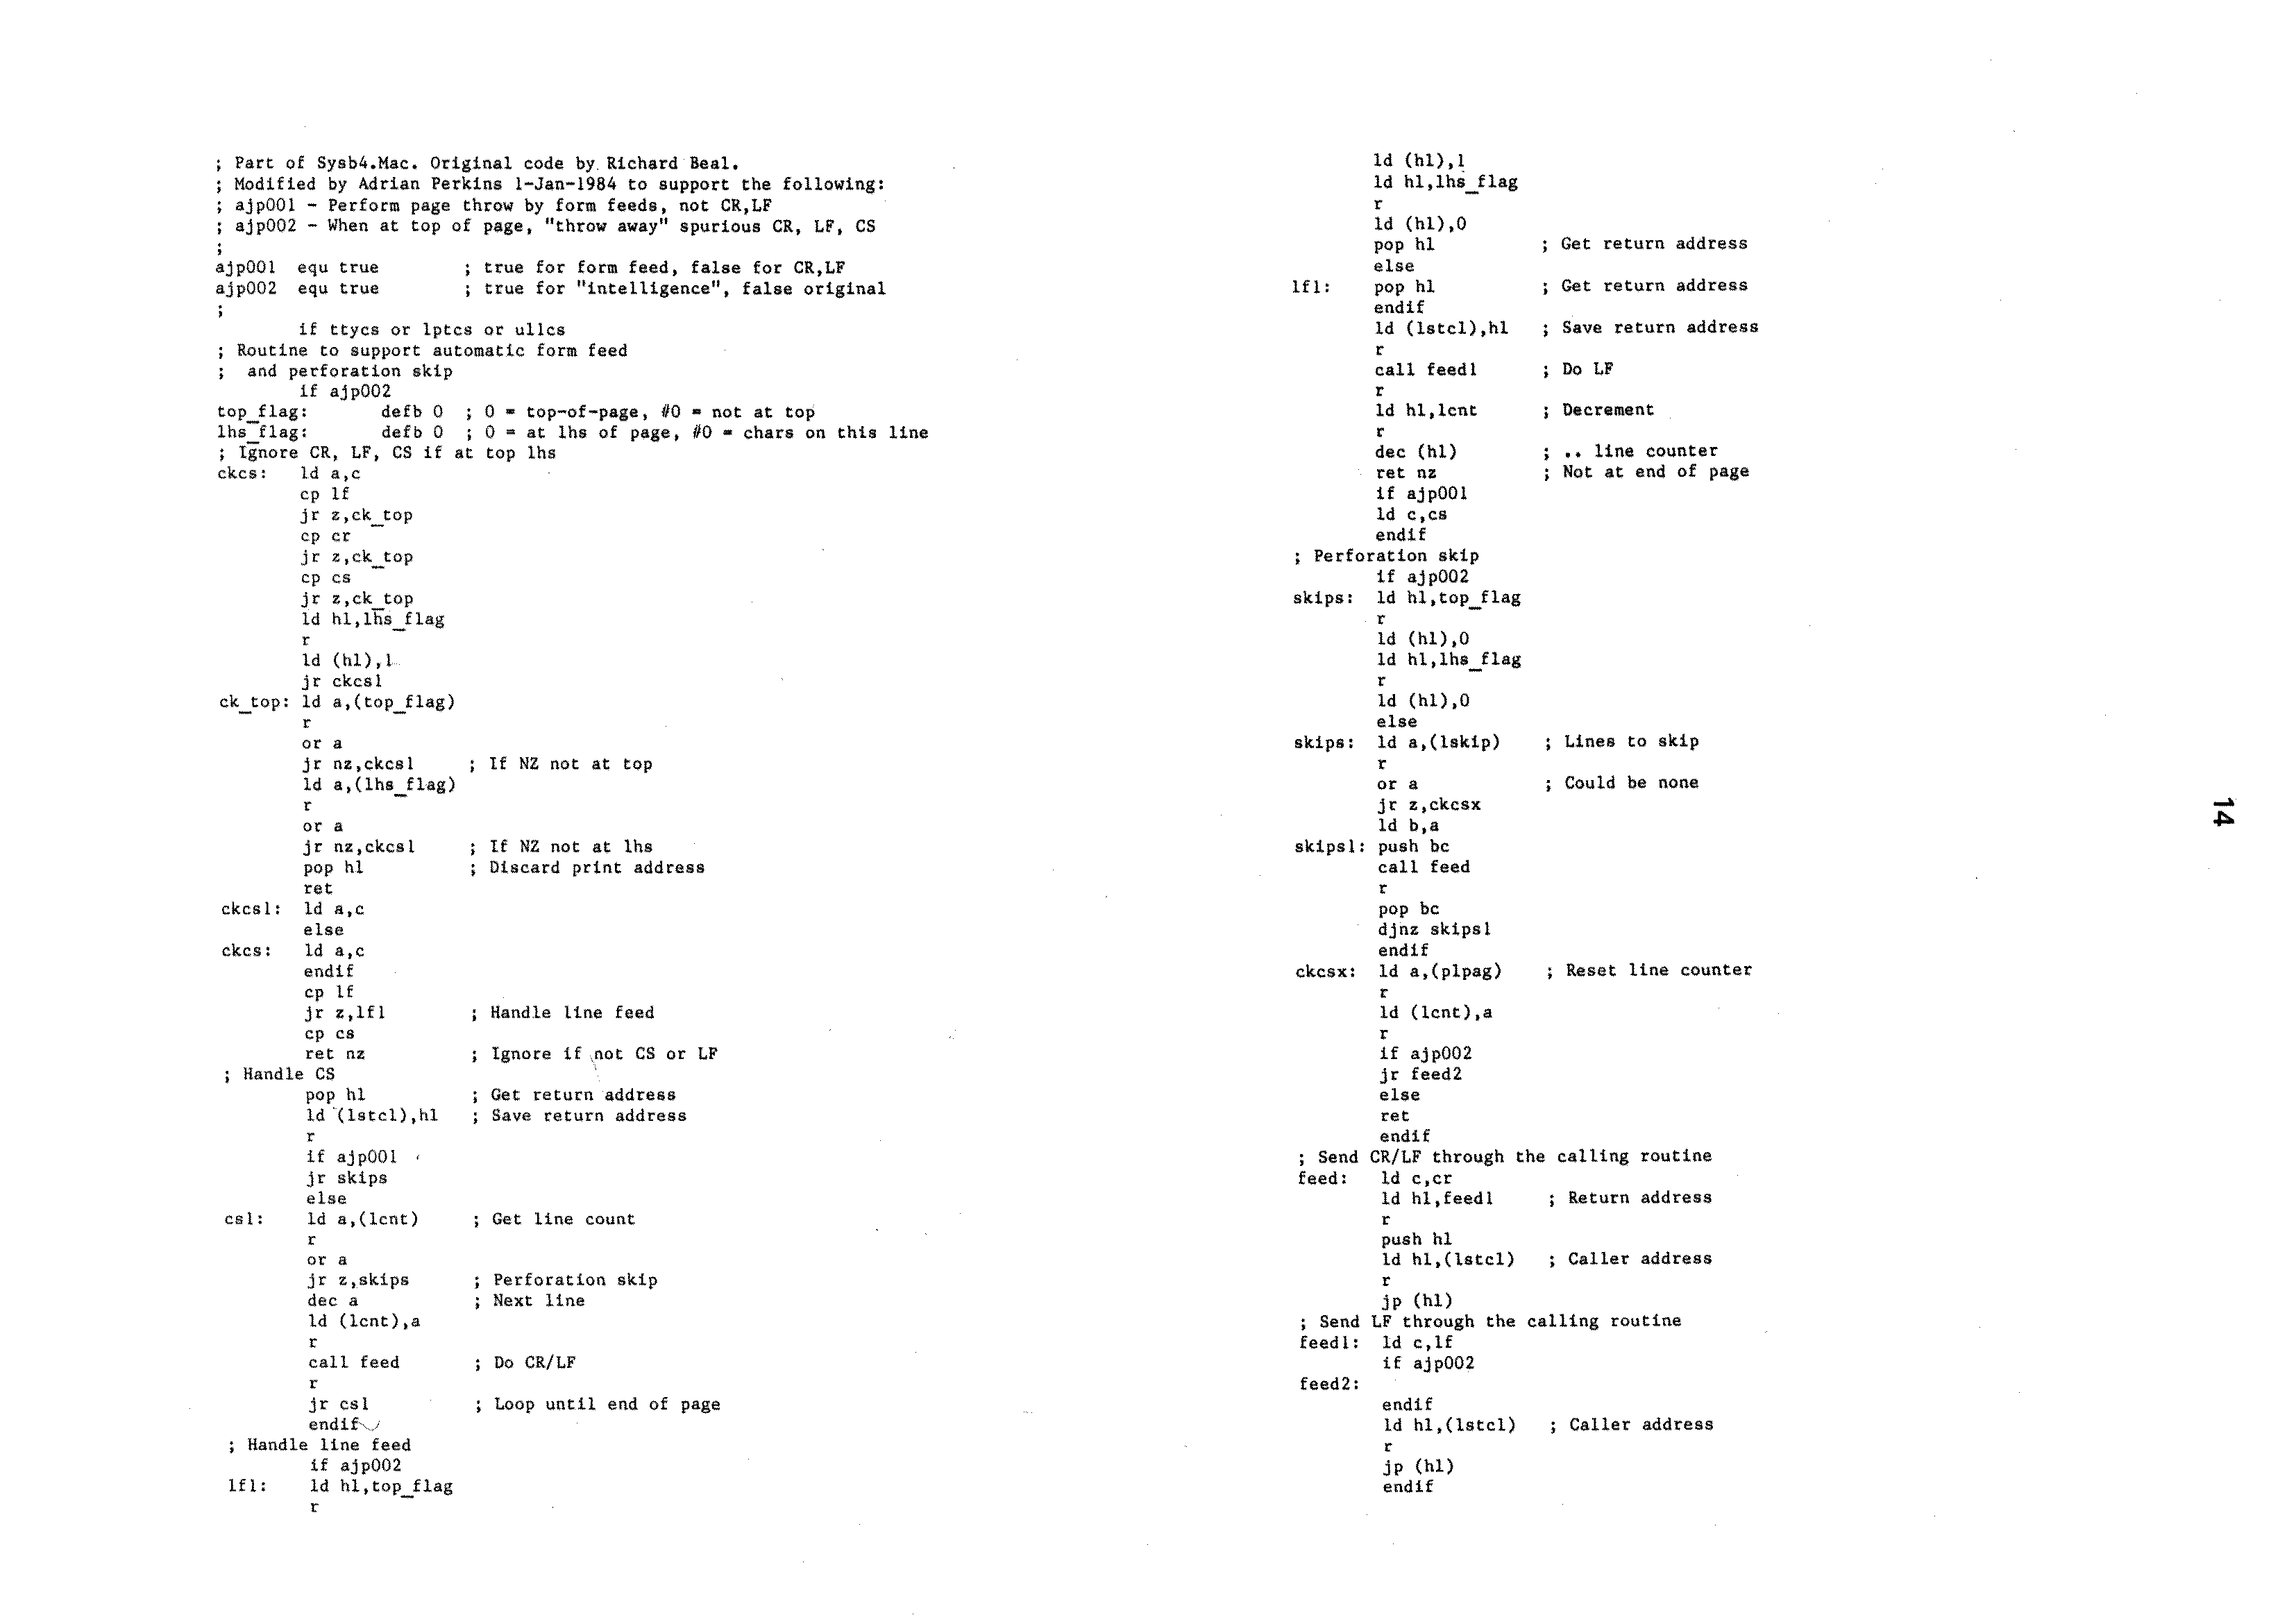 ; Part of Sysb4.Mac. Original code by Richard Beal.
; Modified by Adrian Perkins 1-Jan-1984 to support the following:
; ajp001 - Perform page throw by form feeds, not CR,LF
; ajp002 - When at top of page, "throw away" spurious CR, LF, CS
;
ajp001  equ true          ; true for form feed, false for CR,LF
ajp002  equ true          ; true for "intelligence", false original
;
        if ttycs or lptcs or ullcs
; Routine to support automatic form feed
;  and perforation skip
        if ajp002
top_flag:       defb 0  ; 0 = top-of-page, #0 = not at top
lhs_flag:       defb 0  ; 0 = at lhs of page, #0 = chars on this line
; Ignore CR, LF, CS if at top lhs
ckcs:   ld a,c
        cp lf
        jr z,ck_top
        cp cr
        jr z,ck_top
        cp cs
        jr z,ck_top
        ld hl,lhs_flag
        r
        ld (hl),1
        jr ckcs1
ck_top: ld a,(top_flag)
        r
        or a
        jr nz,ckcs1     ; If NZ not at top
        ld a,(lhs_flag)
        r
        or a
        jr nz,ckcs1     ; If NZ not at lhs
        pop hl          ; Discard print address
        ret
ckcs1:  ld a,c
        else
ckcs:   ld a,c
        endif
        cp lf
        jr z,lf1        ; Handle line feed
        cp cs
        ret nz          ; Ignore if not CS or LF
; Handle CS
        pop hl          ; Get return address
        ld (lstcl),hl   ; Save return address
        r
        if ajp001
        jr skips
        else
cs1:    ld a,(lcnt)     ; Get line count
        r
        or a
        jr z,skips      ; Perforation skip
        dec a           ; Next line
        ld (lcnt),a
        r
        call feed       ; Do CR/LF
        r
        jr cs1          ; Loop until end of page
        endif
; Handle line feed
        if ajp002
lf1:    ld hl,top_flag
        r
        ld (hl),1
        ld hl,lhs_flag
        r
        ld (hl),0
        pop hl          ; Get return address
        else
lf1:    pop hl          ; Get return address
        endif
        ld (lstcl),hl   ; Save return address
        r
        call feed1      ; Do LF
        r
        ld hl,lcnt      ; Decrement
        r
        dec (hl)        ; .. line counter
        ret nz          ; Not at end of page
        if ajp001
        ld c,cs
        endif
; Perforation skip
        if ajp002
skips:  ld hl,top_flag
        r
        ld (hl),0
        ld hl,lhs_flag
        r
        ld (hl),0
        else
skips:  ld a,(lskip)    ; Lines to skip
        r
        or a            ; Could be none
        jr z,ckcsx
        ld b,a
skips1: push bc
        call feed
        r
        pop bc
        djnz skips1
        endif
ckcsx:  ld a,(plpag)    ; Reset line counter
        r
        ld (lcnt),a
        r
        if ajp002
        jr feed2
        else
        ret
        endif
; Send CR/LF through the calling routine
feed:   ld c,cr
        ld hl,feed1     ; Return address
        r
        push hl
        ld hl,(lstcl)   ; Caller address
        r
        jp (hl)
; Send LF through the calling routine
feed1:  ld c,lf
        if ajp002
feed2:
        endif
        ld hl,(lstcl)   ; Caller address
        r
        jp (hl)
        endif
14